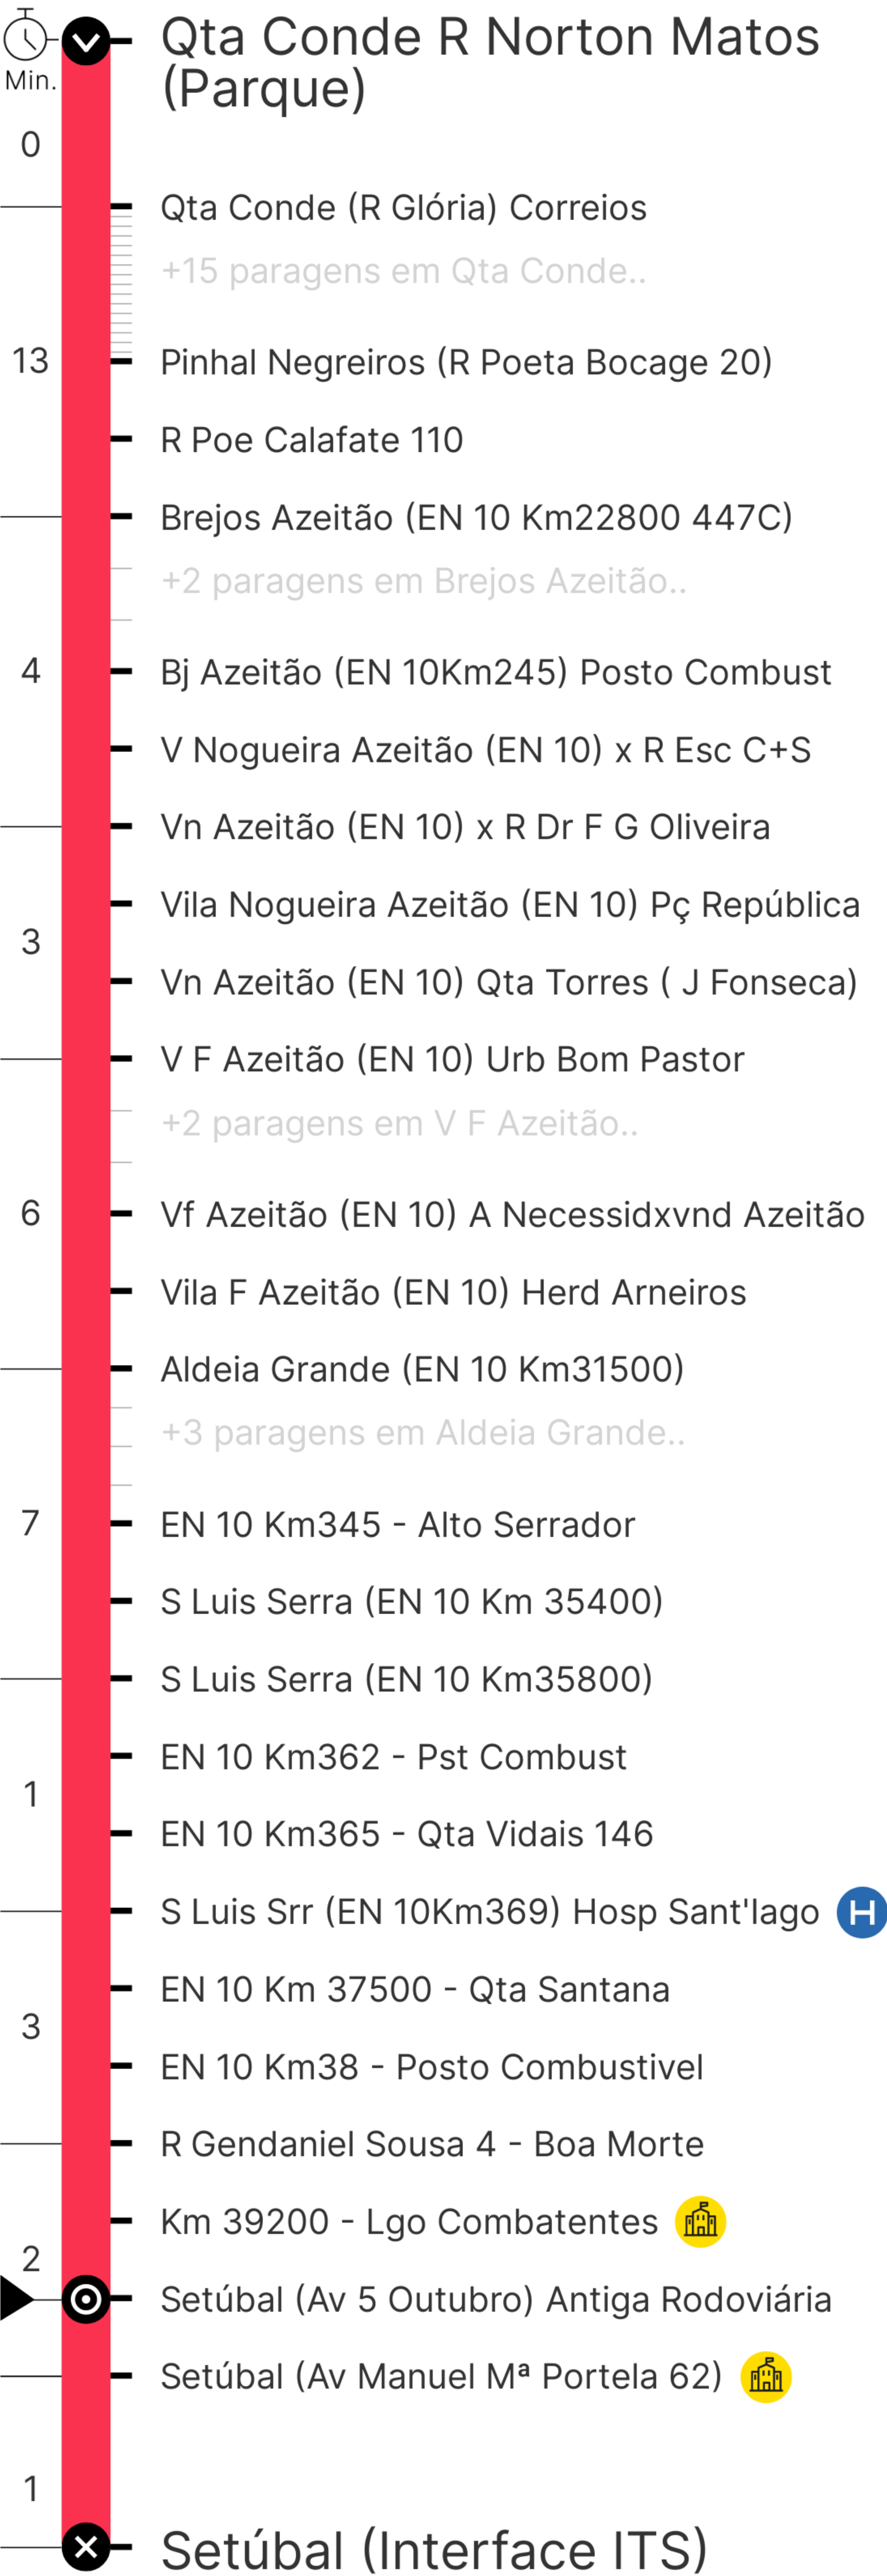 Qta Conde R Norton Matos
(Parque)
Min.
0
Qta Conde (R Glória) Correios
+15 paragens em Qta Conde..
13
Pinhal Negreiros (R Poeta Bocage 20)
R Poe Calafate 110
Brejos Azeitão (EN 10 Km22800 447C)
+2 paragens em Brejos Azeitão..
4
Bj Azeitão (EN 10Km245) Posto Combust
V Nogueira Azeitão (EN 10) x R Esc C+S
Vn Azeitão (EN 10) x R Dr F G Oliveira
Vila Nogueira Azeitão (EN 10) Pç República
3
Vn Azeitão (EN 10) Qta Torres ( J Fonseca)
V F Azeitão (EN 10) Urb Bom Pastor
+2 paragens em V F Azeitão..
6
Vf Azeitão (EN 10) A Necessidxvnd Azeitão
Vila F Azeitão (EN 10) Herd Arneiros
Aldeia Grande (EN 10 Km31500)
+3 paragens em Aldeia Grande..
7
EN 10 Km345 - Alto Serrador
S Luis Serra (EN 10 Km 35400)
S Luis Serra (EN 10 Km35800)
EN 10 Km362 - Pst Combust
1
EN 10 Km365 - Qta Vidais 146
S Luis Srr (EN 10Km369) Hosp Sant'Iago
H
EN 10 Km 37500 - Qta Santana
3
EN 10 Km38 - Posto Combustivel
R Gendaniel Sousa 4 - Boa Morte
Km 39200 - Lgo Combatentes
2
Setúbal (Av 5 Outubro) Antiga Rodoviária
Setúbal (Av Manuel Mª Portela 62)
1
Setúbal (Interface ITS)